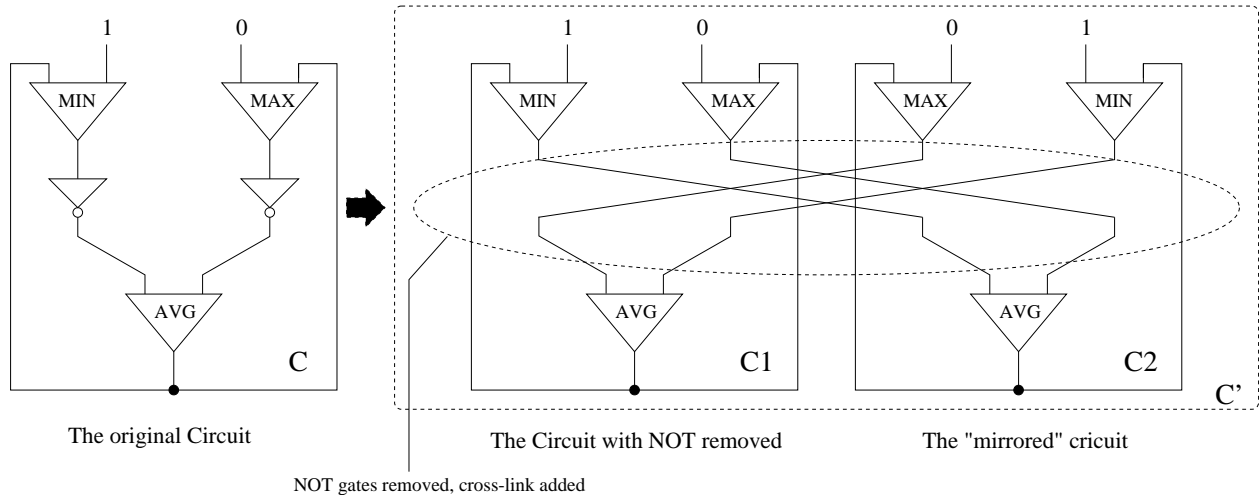 1 0 1 0 0 1
MIN MAX MIN MAX MAX MIN
AVG AVG AVG
C C1 C2
C'
The original Circuit The Circuit with NOT removed The "mirrored" cricuit
NOT gates removed, cross-link added